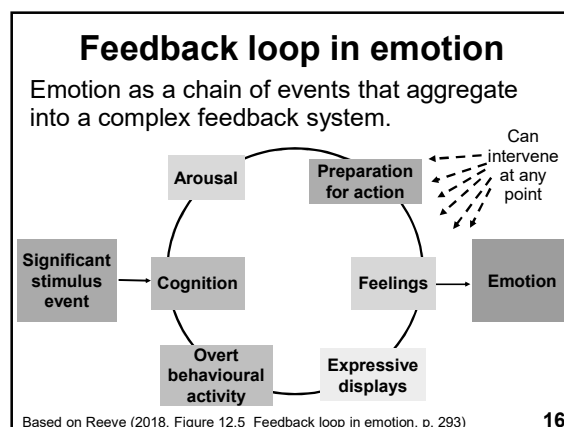 Feedback loop in emotion
Emotion as a chain of events that aggregate
into a complex feedback system.
Can
intervene
at any
point
Arousal
Preparation
for action
Significant
stimulus
event
Cognition
Feelings
Emotion
Overt
behavioural
activity
Expressive
displays
Based on Reeve (2018, Figure 12.5 Feedback loop in emotion, p. 293)
16